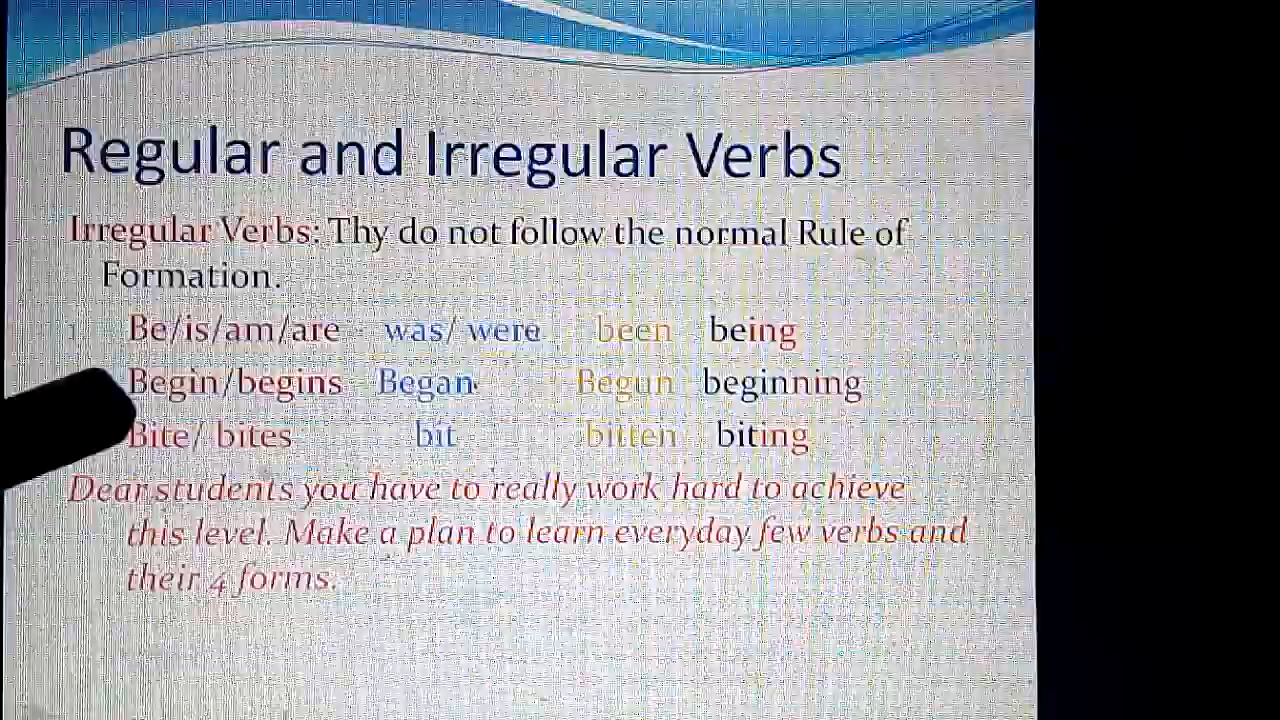 Regular and Irregular Verbs
Irregular Verbs: Thy do not follow the normal Rule of
Formation.
1. Be/is/am/are was/ were been being
Begin/begins Began Begun beginning
Bite/ bites bit bitten biting
Dear students you have to really work hard to achieve
this level. Make a plan to learn everyday few verbs and
their 4 forms.